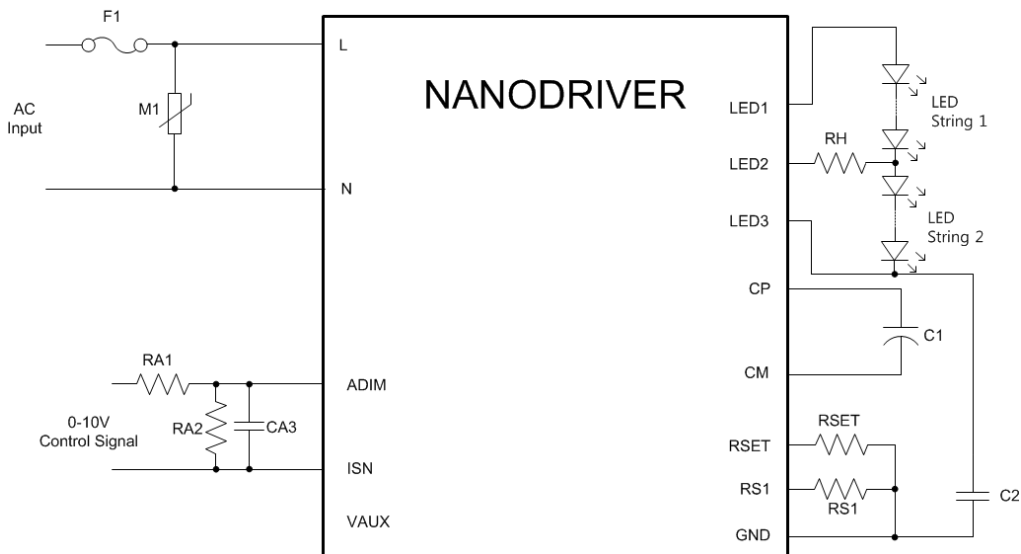 F1
L
NANODRIVER
LED1
LED
String 1
AC
Input
M1
RH
LED2
N
LED3
LED
String 2
CP
C1
CM
RA1
ADIM
0-10V
Control Signal
RA2
CA3
RSET
RSET
ISN
RS1
RS1
C2
VAUX
GND